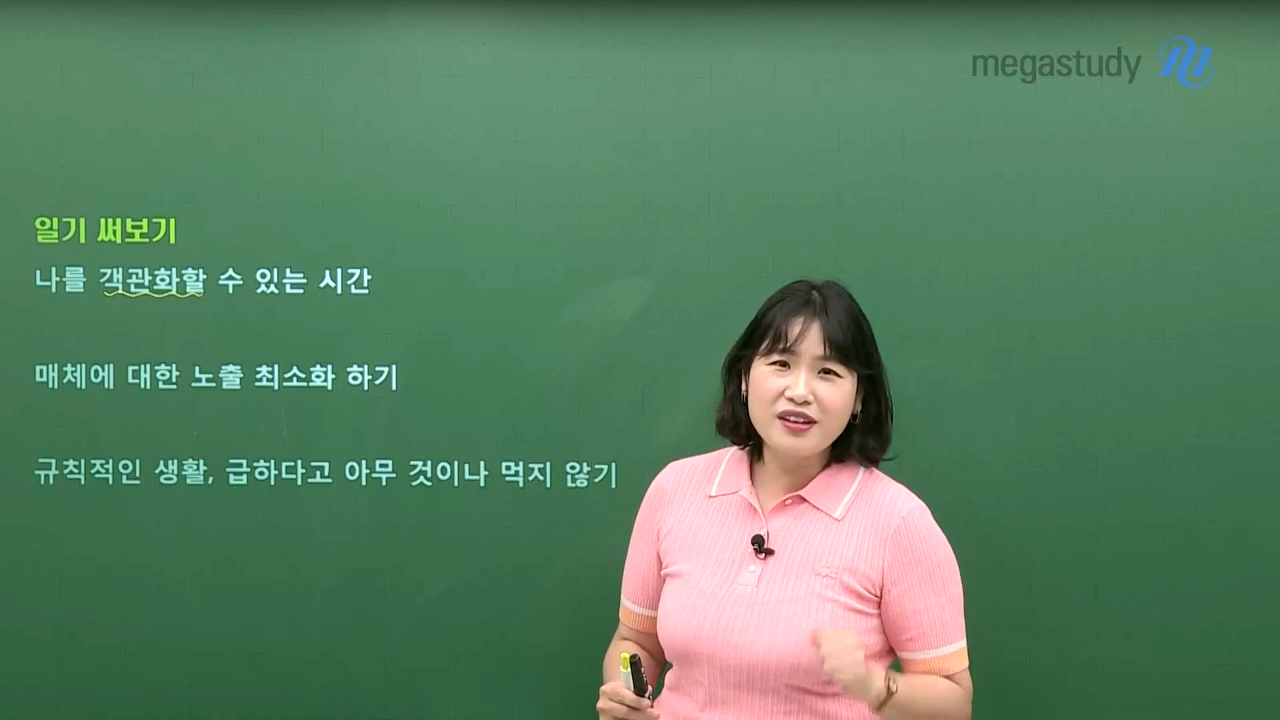 megastudy
일기 써보기
나를 객관화할 수 있는 시간
매체에 대한 노출 최소화 하기
규칙적인 생활, 급하다고 아무 것이나 먹지 않기